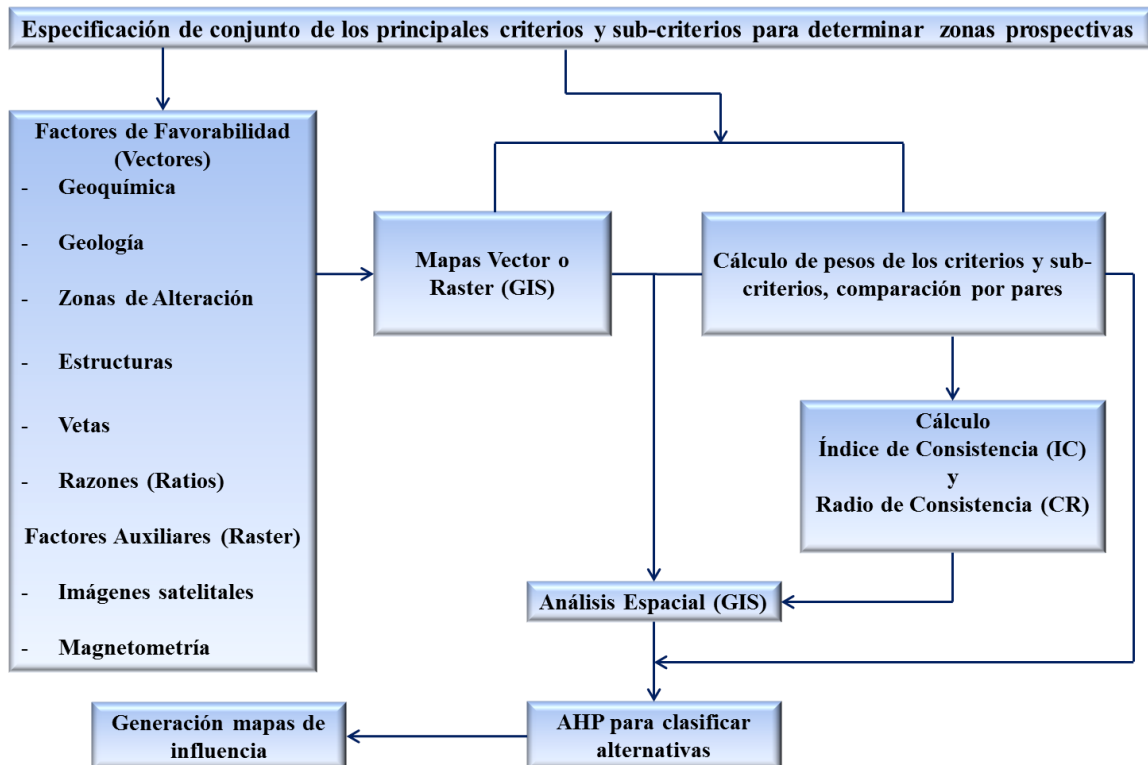 Especificación de conjunto de los principales criterios y sub-criterios para determinar zonas prospectivas
Factores de Favorabilidad
(Vectores)
- Geoquímica
- Geología
- Zonas de Alteración
- Estructuras
- Vetas
- Razones (Ratios)
Factores Auxiliares (Raster)
- Imágenes satelitales
- Magnetometría
Mapas Vector o
Raster (GIS)
Cálculo de pesos de los criterios y sub-
criterios, comparación por pares
Cálculo
Índice de Consistencia (IC)
y
Radio de Consistencia (CR)
Análisis Espacial (GIS)
AHP para clasificar
alternativas
Generación mapas de
influencia